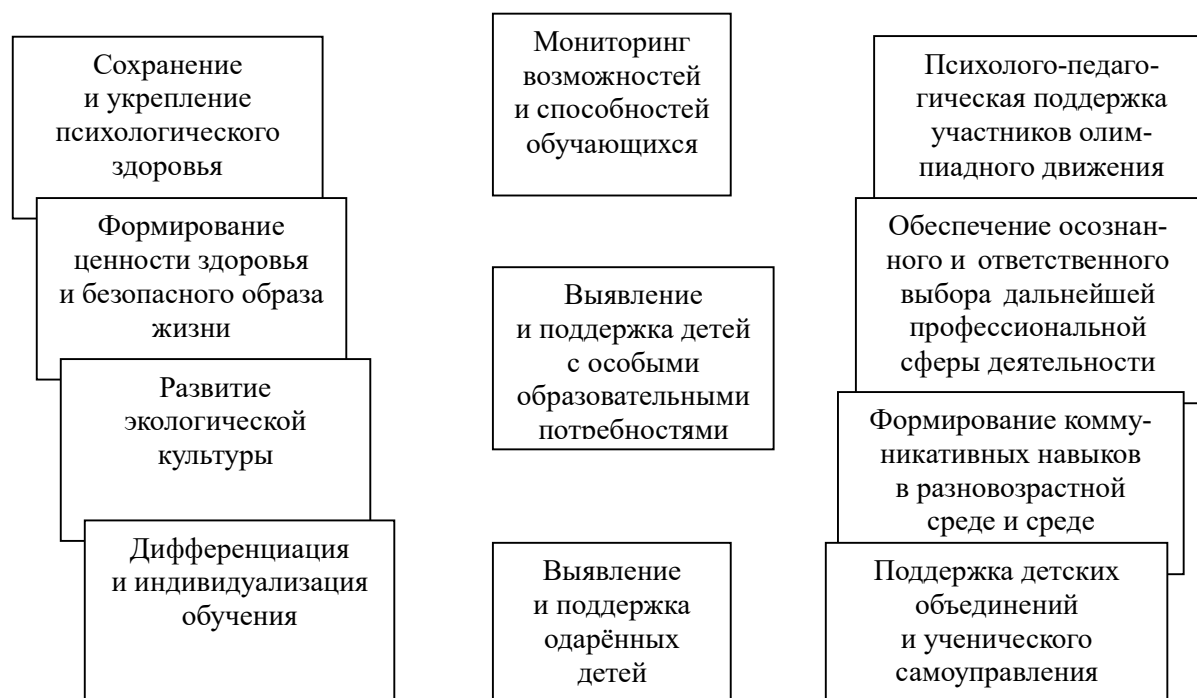 Сохранение
и укрепление
психологического
здоровья
Формирование
ценности здоровья
и безопасного образа
жизни
Развитие
экологической
культуры
Дифференциация
и индивидуализация
обучения
Мониторинг
возможностей
и способностей
обучающихся
Выявление
и поддержка детей
с особыми
образовательными
потребностями
Выявление
и поддержка
одарённых
детей
Психолого-педаго-
гическая поддержка
участников олим-
пиадного движения
Обеспечение осознан-
ного и ответственного
выбора дальнейшей
профессиональной
сферы деятельности
Формирование комму-
никативных навыков
в разновозрастной
среде и среде
Поддержка детских
объединений
и ученического
самоуправления